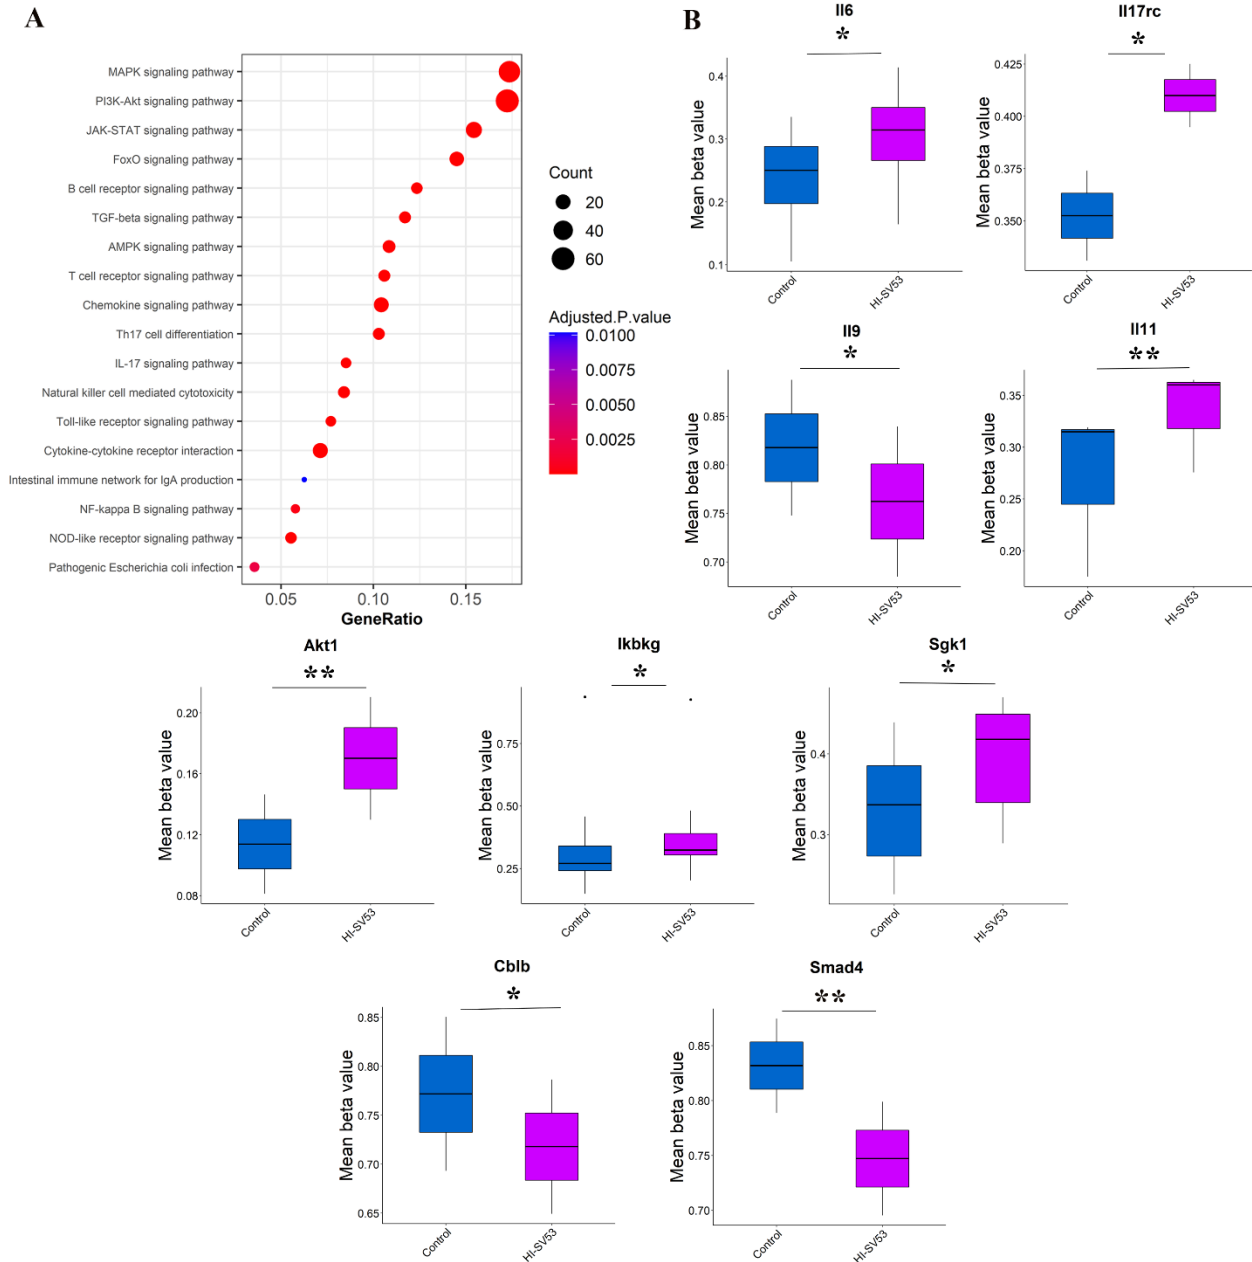 A
MAPK signaling pathway
PI3K-Akt signaling pathway
JAK-STAT signaling pathway
FoxO signaling pathway
B cell receptor signaling pathway
TGF-beta signaling pathway
AMPK signaling pathway
T cell receptor signaling pathway
Chemokine signaling pathway
Th17 cell differentiation
IL-17 signaling pathway
Natural killer cell mediated cytotoxicity
Toll-like receptor signaling pathway
Cytokine-cytokine receptor interaction
Intestinal immune network for IgA production
NF-kappa B signaling pathway
NOD-like receptor signaling pathway
Pathogenic Escherichia coli infection
0.05 0.10 0.15
GeneRatio
Count
20
40
60
Adjusted.P.value
0.0100
0.0075
0.0050
0.0025
B
Il6
*
Mean beta value
0.4
0.3
0.2
0.1
Control HI-SV53
Il17rc
*
Mean beta value
0.425
0.400
0.375
0.350
Control HI-SV53
Il9
*
Mean beta value
0.85
0.80
0.75
0.70
Control HI-SV53
Il11
**
Mean beta value
0.35
0.30
0.25
0.20
Control HI-SV53
Akt1
**
Mean beta value
0.20
0.16
0.12
0.08
Control HI-SV53
Ikbkg
*
Mean beta value
0.75
0.50
0.25
Control HI-SV53
Sgk1
*
Mean beta value
0.4
0.3
Control HI-SV53
Cblb
*
Mean beta value
0.85
0.80
0.75
0.70
0.65
Control HI-SV53
Smad4
**
Mean beta value
0.85
0.80
0.75
0.70
Control HI-SV53